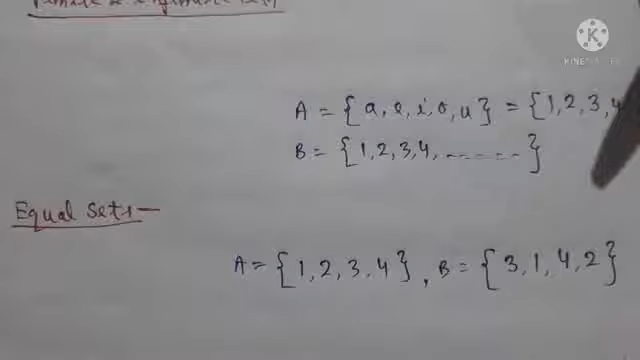 A = {a, e, i, o, u} = {1, 2, 3, 4
B = {1, 2, 3, 4, ------}
Equal Sets—
A = {1, 2, 3, 4}, B = {3, 1, 4, 2}